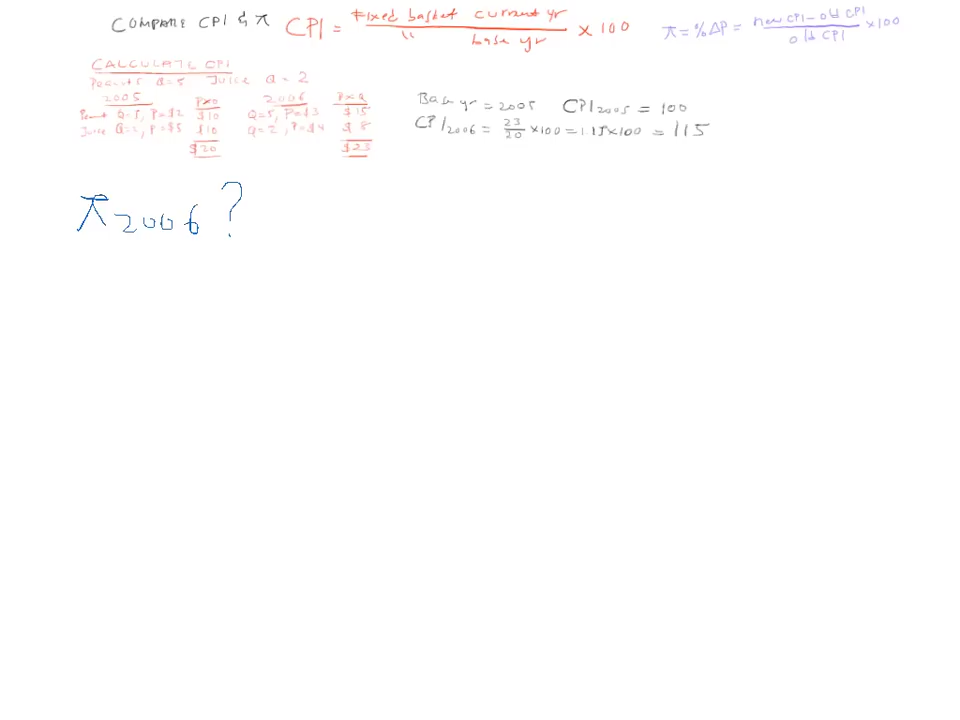 COMPARE CPI & π
CPI = Fixed basket current yr / " base yr × 100
π = %ΔP = new CPI - old CPI / old CPI × 100
CALCULATE CPI
Peanuts Q=5 Juice Q=2
2005 P×Q 2006 P×Q
Peanut Q=5, P=$2 $10 Q=5, P=$3 $15
Juice Q=2, P=$5 $10 Q=2, P=$4 $8
$20 $23
Base yr = 2005 CPI2005 = 100
CPI2006 = 23/20 ×100 = 1.15×100 = 115
π2006?